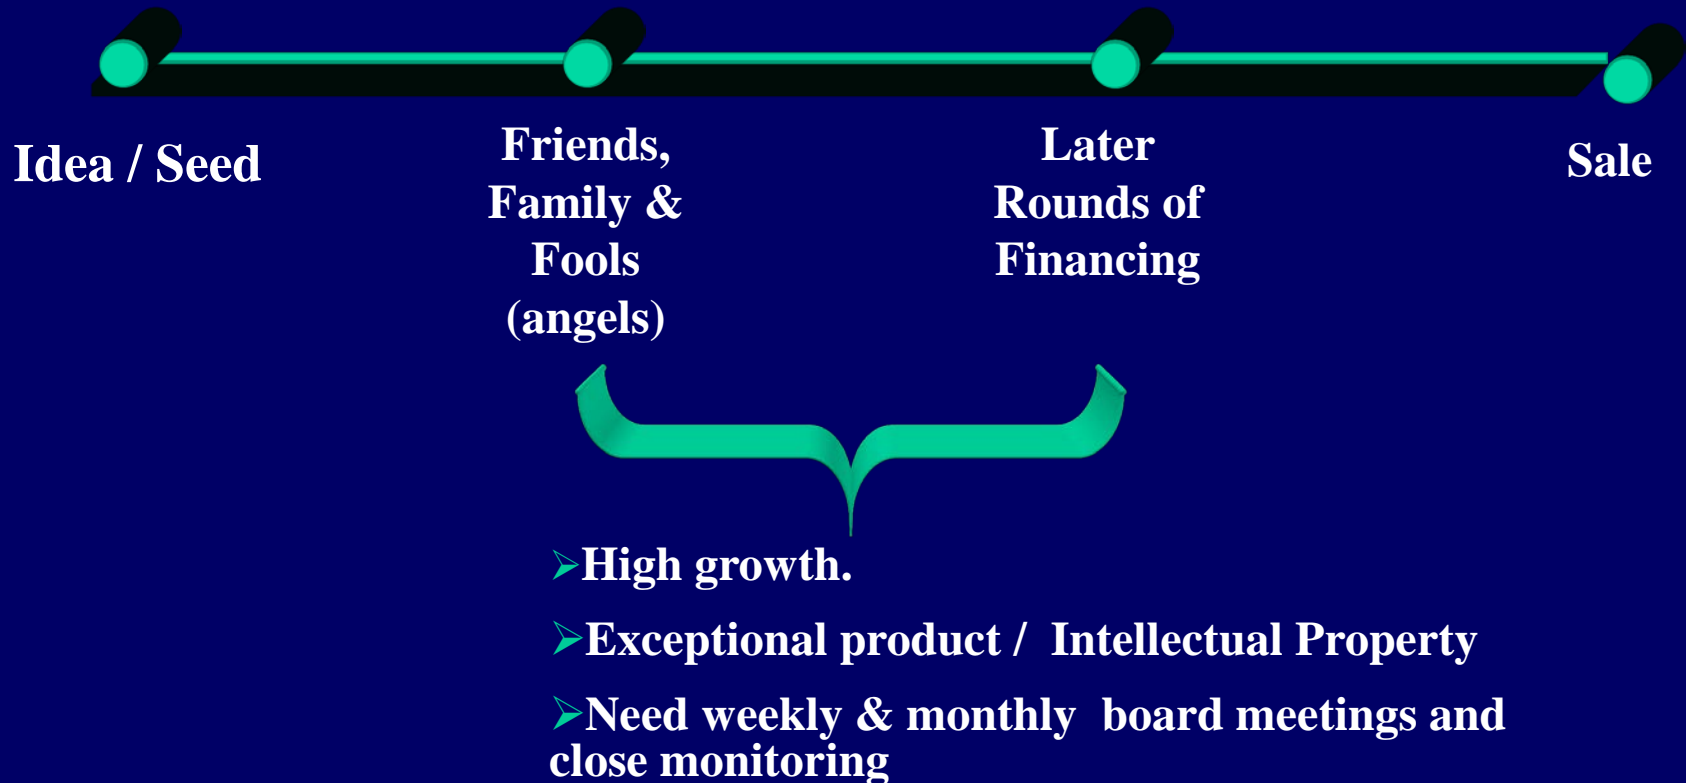 Idea / Seed
Friends,
Family &
Fools
(angels)
Later
Rounds of
Financing
Sale
➢High growth.
➢Exceptional product /  Intellectual Property
➢Need weekly & monthly  board meetings and
close monitoring